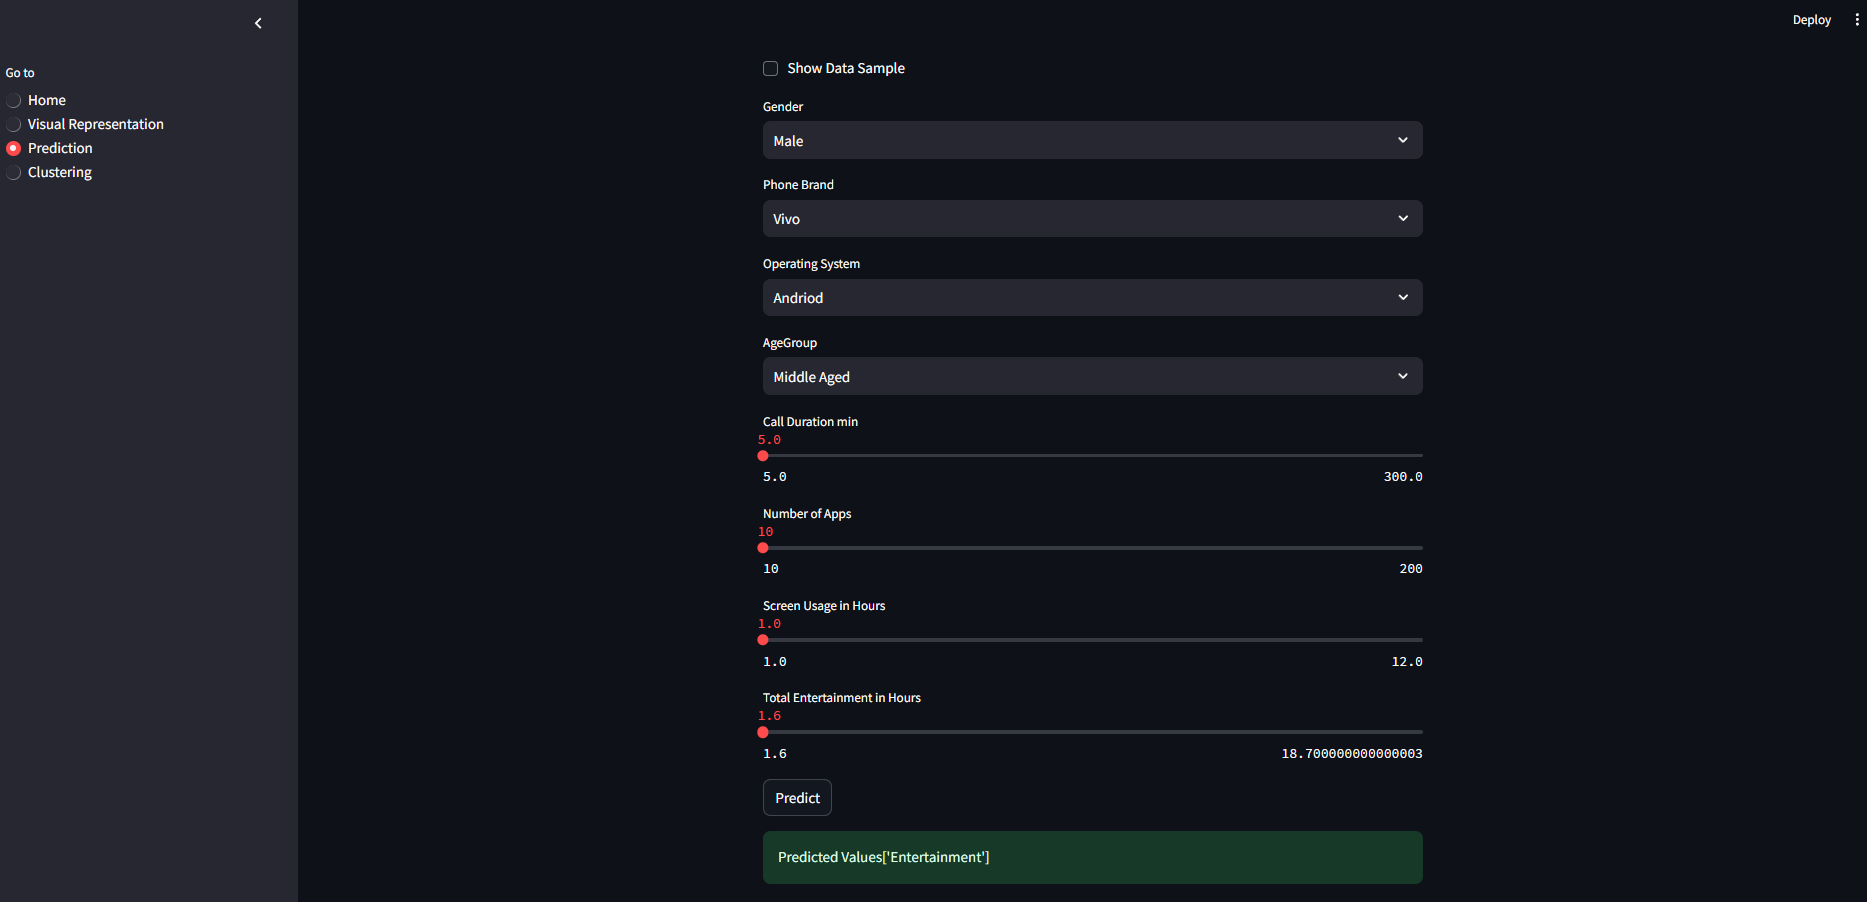 Deploy
Go to
Home
Visual Representation
Prediction
Clustering
Show Data Sample
Gender
Male
Phone Brand
Vivo
Operating System
Andriod
AgeGroup
Middle Aged
Call Duration min
5.0
5.0 300.0
Number of Apps
10
10 200
Screen Usage in Hours
1.0
1.0 12.0
Total Entertainment in Hours
1.6
1.6 18.700000000000003
Predict
Predicted Values['Entertainment']